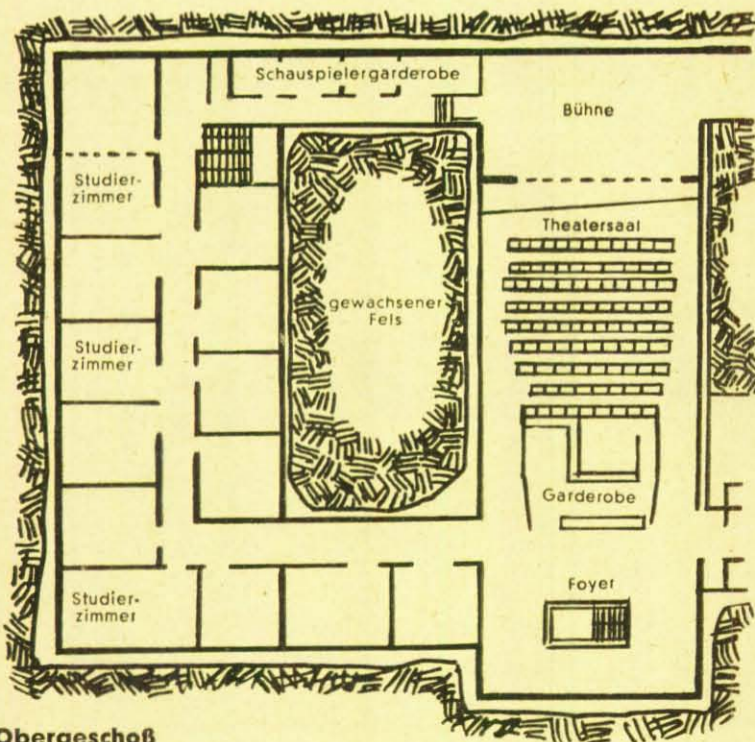 Schauspielergarderobe
Bühne
Studier-
zimmer
Theatersaal
gewachsener
Fels
Studier-
zimmer
Garderobe
Studier-
zimmer
Foyer
Obergeschoß